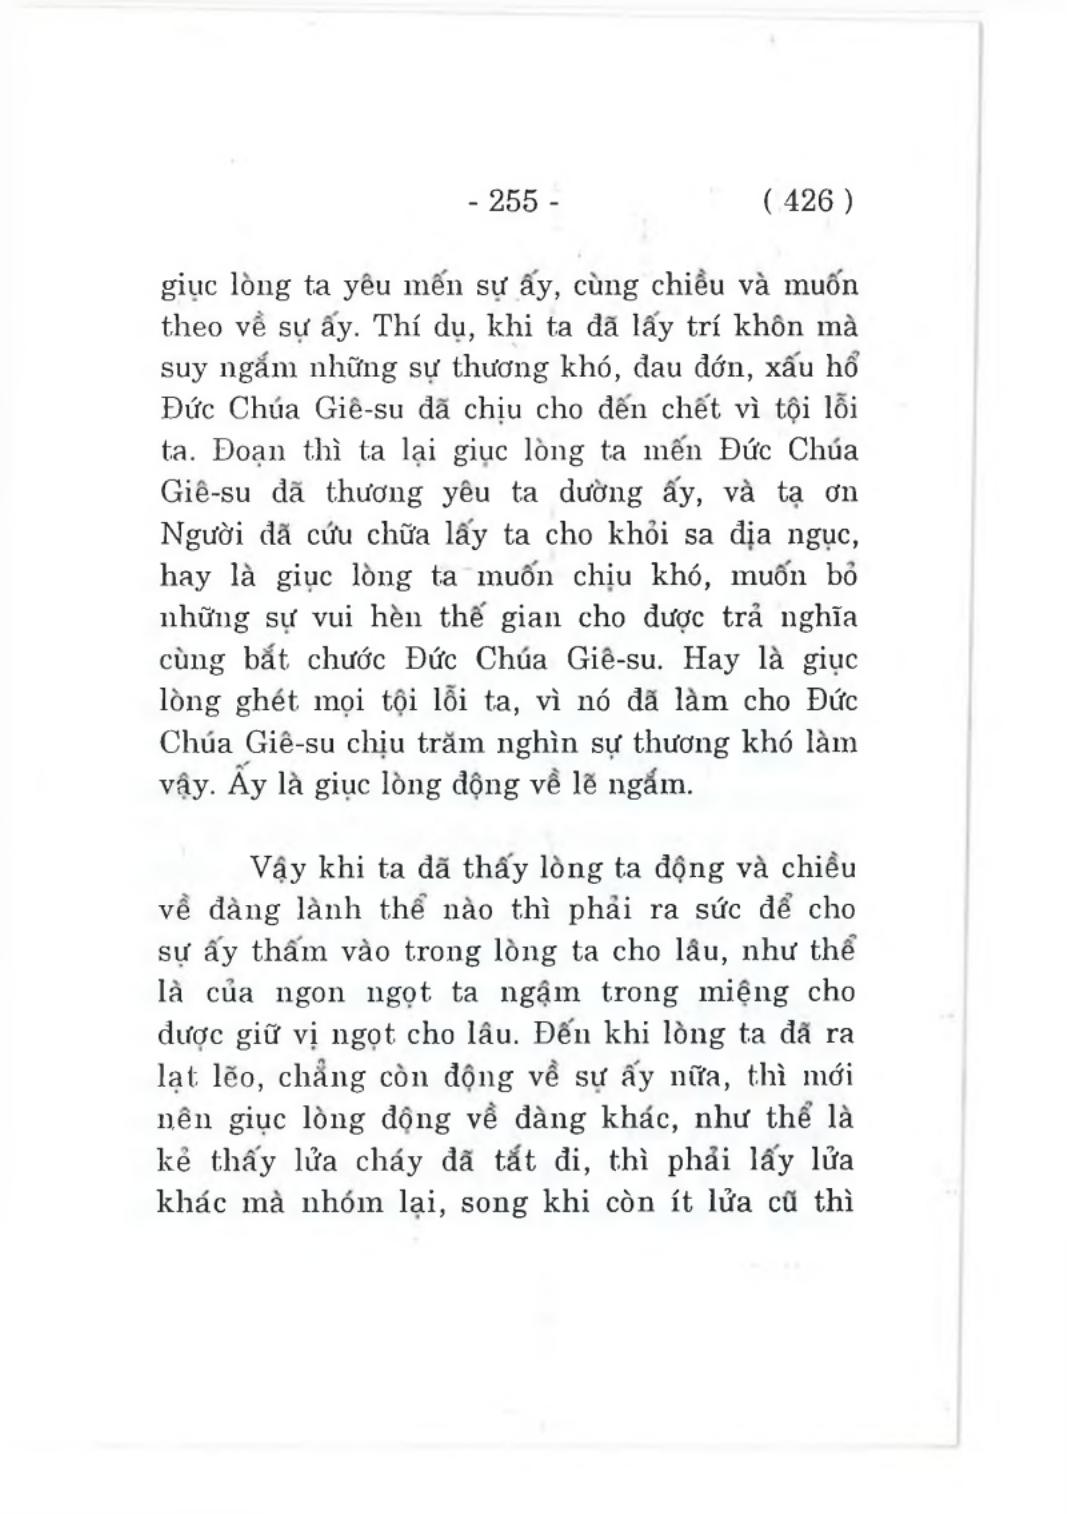 - 255 - ( 426 )
giục lòng ta yêu mến sự ấy, cùng chiều và muốn
theo về sự ấy. Thí dụ, khi ta đã lấy trí khôn mà
suy ngắm những sự thương khó, đau đớn, xấu hổ
Đức Chúa Giê-su đã chịu cho đến chết vì tội lỗi
ta. Đoạn thì ta lại giục lòng ta mến Đức Chúa
Giê-su đã thương yêu ta dường ấy, và tạ ơn
Người đã cứu chữa lấy ta cho khỏi sa địa ngục,
hay là giục lòng ta muốn chịu khó, muốn bỏ
những sự vui hèn thế gian cho được trả nghĩa
cùng bắt chước Đức Chúa Giê-su. Hay là giục
lòng ghét mọi tội lỗi ta, vì nó đã làm cho Đức
Chúa Giê-su chịu trăm nghìn sự thương khó làm
vậy. Ấy là giục lòng động về lẽ ngắm.
Vậy khi ta đã thấy lòng ta động và chiều
về đàng lành thể nào thì phải ra sức để cho
sự ấy thấm vào trong lòng ta cho lâu, như thể
là của ngon ngọt ta ngậm trong miệng cho
được giữ vị ngọt cho lâu. Đến khi lòng ta đã ra
lạt lẽo, chẳng còn động về sự ấy nữa, thì mới
nên giục lòng động về đàng khác, như thể là
kẻ thấy lửa cháy đã tắt đi, thì phải lấy lửa
khác mà nhóm lại, song khi còn ít lửa cũ thì